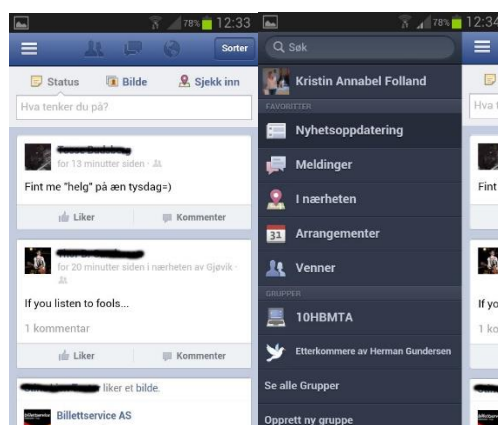 78% 12:33
Sorter
Status Bilde Sjekk inn
Hva tenker du på?
for 13 minutter siden ·
Fint me "helg" på æn tysdag=)
Liker Kommenter
for 20 minutter siden i nærheten av Gjøvik ·
If you listen to fools...
1 kommentar
Liker Kommenter
liker et bilde.
Billettservice AS
78% 12:34
Søk
Kristin Annabel Folland
FAVORITTER
Nyhetsoppdatering
Meldinger
I nærheten
31 Arrangementer
Venner
GRUPPER
10HBMTA
Etterkommere av Herman Gundersen
Se alle Grupper
Opprett ny gruppe
Hva t
Fint
If yo
1 ko